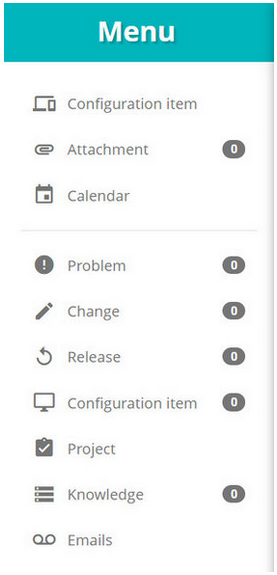 Menu
Configuration item
Attachment 0
Calendar
Problem 0
Change 0
Release 0
Configuration item 0
Project
Knowledge 0
Emails